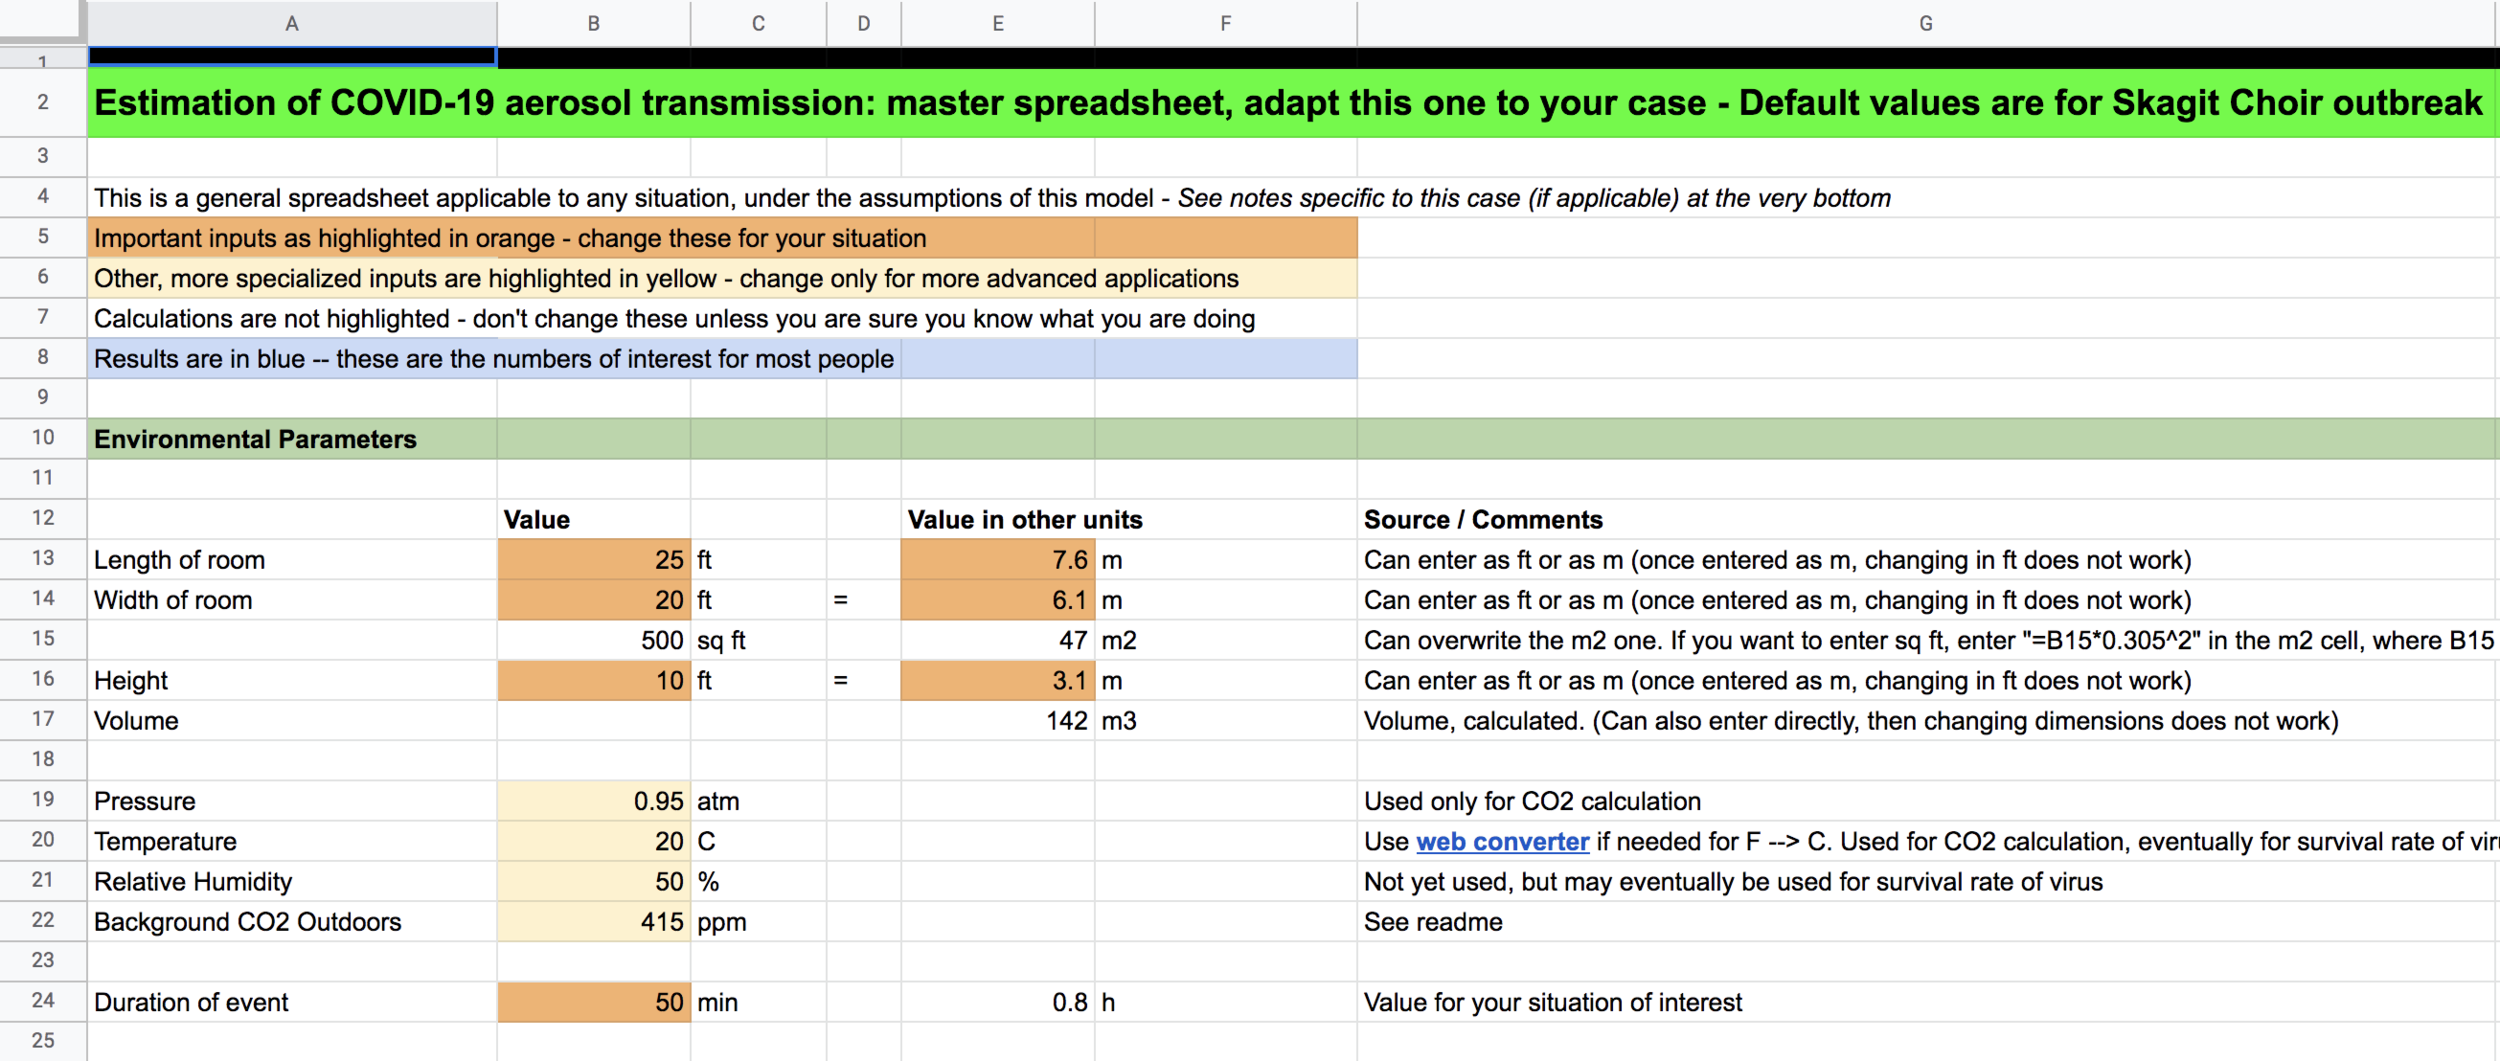 A B C D E F G
1
2 Estimation of COVID-19 aerosol transmission: master spreadsheet, adapt this one to your case - Default values are for Skagit Choir outbreak
3
4 This is a general spreadsheet applicable to any situation, under the assumptions of this model - See notes specific to this case (if applicable) at the very bottom
5 Important inputs as highlighted in orange - change these for your situation
6 Other, more specialized inputs are highlighted in yellow - change only for more advanced applications
7 Calculations are not highlighted - don't change these unless you are sure you know what you are doing
8 Results are in blue -- these are the numbers of interest for most people
9
10 Environmental Parameters
11
12 Value Value in other units Source / Comments
13 Length of room 25 ft 7.6 m Can enter as ft or as m (once entered as m, changing in ft does not work)
14 Width of room 20 ft = 6.1 m Can enter as ft or as m (once entered as m, changing in ft does not work)
15 500 sq ft 47 m2 Can overwrite the m2 one. If you want to enter sq ft, enter "=B15*0.305^2" in the m2 cell, where B15
16 Height 10 ft = 3.1 m Can enter as ft or as m (once entered as m, changing in ft does not work)
17 Volume 142 m3 Volume, calculated. (Can also enter directly, then changing dimensions does not work)
18
19 Pressure 0.95 atm Used only for CO2 calculation
20 Temperature 20 C Use web converter if needed for F --> C. Used for CO2 calculation, eventually for survival rate of
21 Relative Humidity 50 % Not yet used, but may eventually be used for survival rate of virus
22 Background CO2 Outdoors 415 ppm See readme
23
24 Duration of event 50 min 0.8 h Value for your situation of interest
25